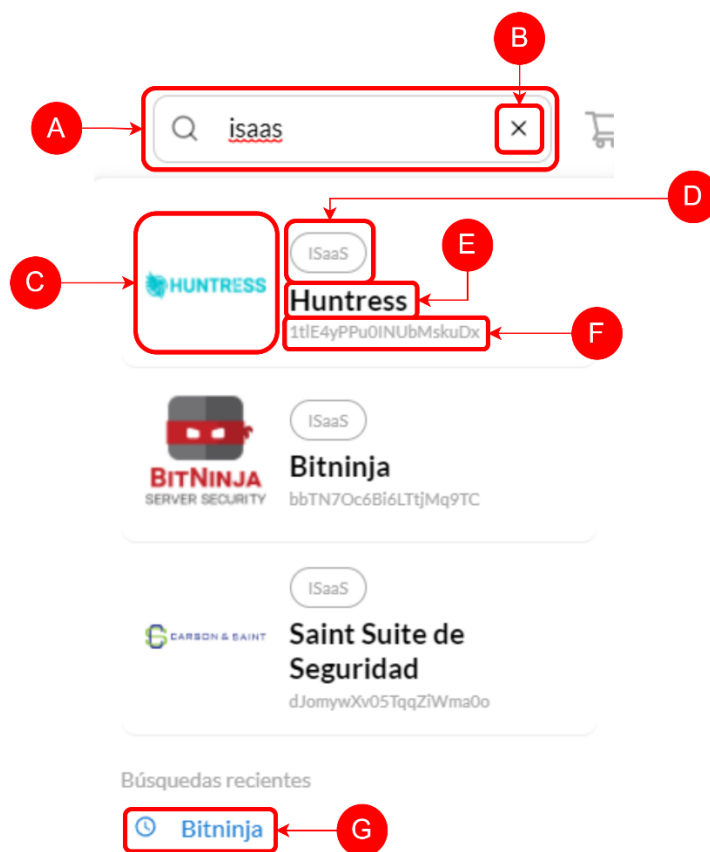 B
A
isaas
D
ISaaS
E
C
HUNTRESS
Huntress
1tlE4yPPu0INUbMskuDx
F
ISaaS
Bitninja
BITNINJA
SERVER SECURITY
bbTN7Oc6Bi6LTtjMq9TC
ISaaS
CARSON & SAINT
Saint Suite de
Seguridad
dJomywXv05TqqZiWma0o
Búsquedas recientes
Bitninja
G